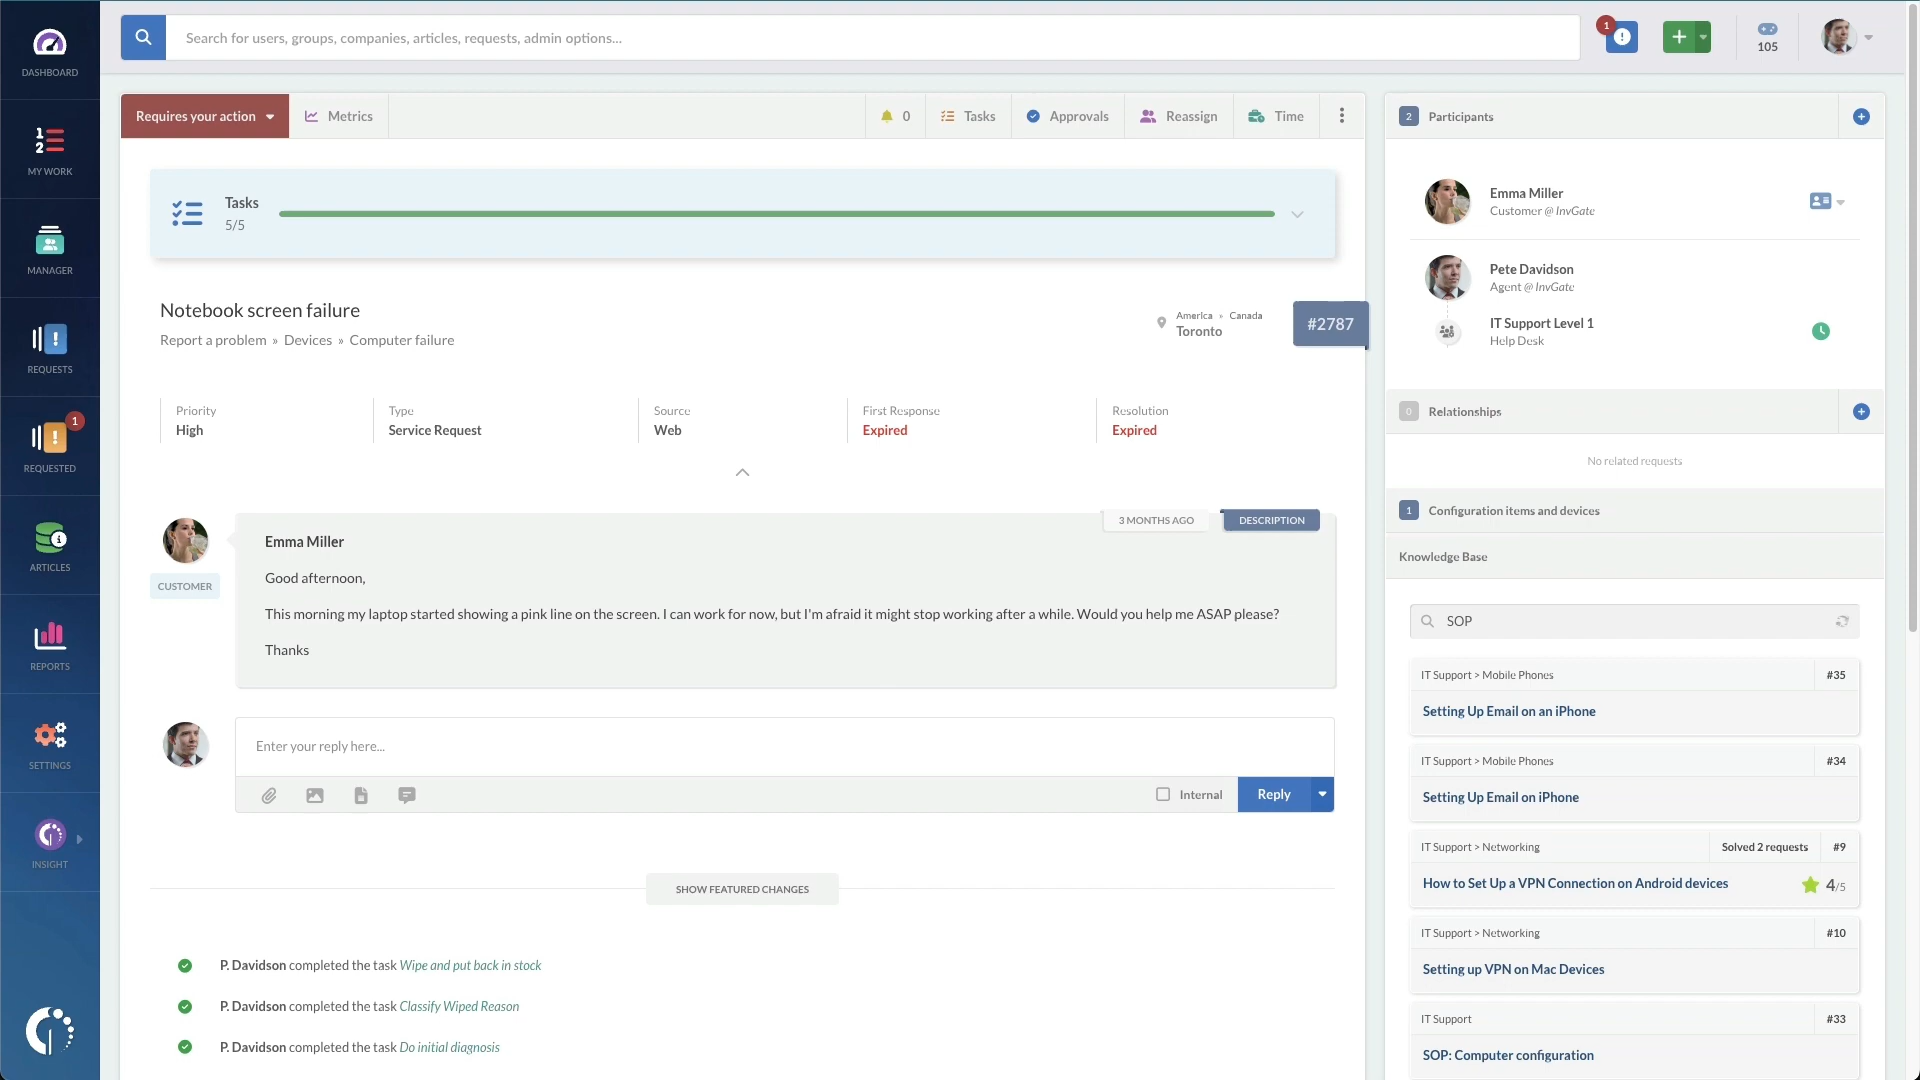 DASHBOARD
MY WORK
MANAGER
REQUESTS
1
REQUESTED
ARTICLES
REPORTS
SETTINGS
INSIGHT
Search for users, groups, companies, articles, requests, admin options...
1
105
Requires your action
Metrics
0
Tasks
Approvals
Reassign
Time
Tasks
5/5
Notebook screen failure
Report a problem » Devices » Computer failure
America » Canada
Toronto
#2787
Priority
High
Type
Service Request
Source
Web
First Response
Expired
Resolution
Expired
3 MONTHS AGO
DESCRIPTION
CUSTOMER
Emma Miller
Good afternoon,
This morning my laptop started showing a pink line on the screen. I can work for now, but I'm afraid it might stop working after a while. Would you help me ASAP please?
Thanks
Enter your reply here...
Internal
Reply
SHOW FEATURED CHANGES
P. Davidson completed the task Wipe and put back in stock
P. Davidson completed the task Classify Wiped Reason
P. Davidson completed the task Do initial diagnosis
2 Participants
Emma Miller
Customer @ InvGate
Pete Davidson
Agent @ InvGate
IT Support Level 1
Help Desk
0 Relationships
No related requests
1 Configuration items and devices
Knowledge Base
SOP
IT Support > Mobile Phones #35
Setting Up Email on an iPhone
IT Support > Mobile Phones #34
Setting Up Email on iPhone
IT Support > Networking Solved 2 requests #9
How to Set Up a VPN Connection on Android devices 4/5
IT Support > Networking #10
Setting up VPN on Mac Devices
IT Support #33
SOP: Computer configuration